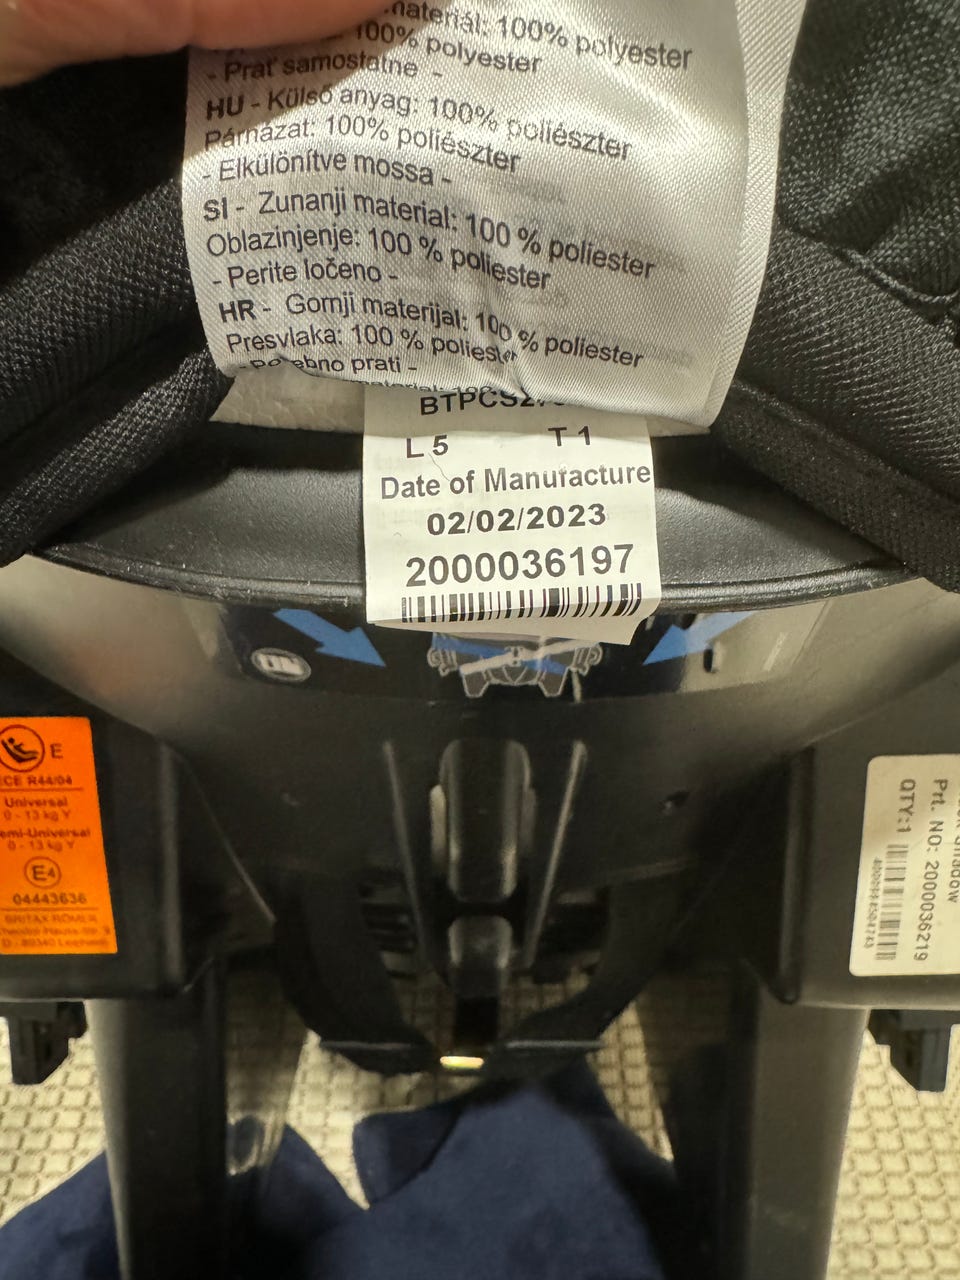 materiál: 100% polyester
100% polyester
- Prať samostatne -
HU - Külső anyag: 100% poliészter
Párnázat: 100% poliészter
- Elkülönítve mossa -
SI - Zunanji material: 100 % poliester
Oblazinjenje: 100 % poliester
- Perite ločeno -
HR - Gornji materijal: 100 % poliester
Presvlaka: 100 % poliester
prati -
L 5 T 1
Date of Manufacture
02/02/2023
2000036197
E
ECE R44/04
Universal
0 - 13 kg Y
emi-Universal
0 - 13 kg Y
E4
04443636
BRITAX RÖMER
Prt. NO: 2000036219
QTY:1